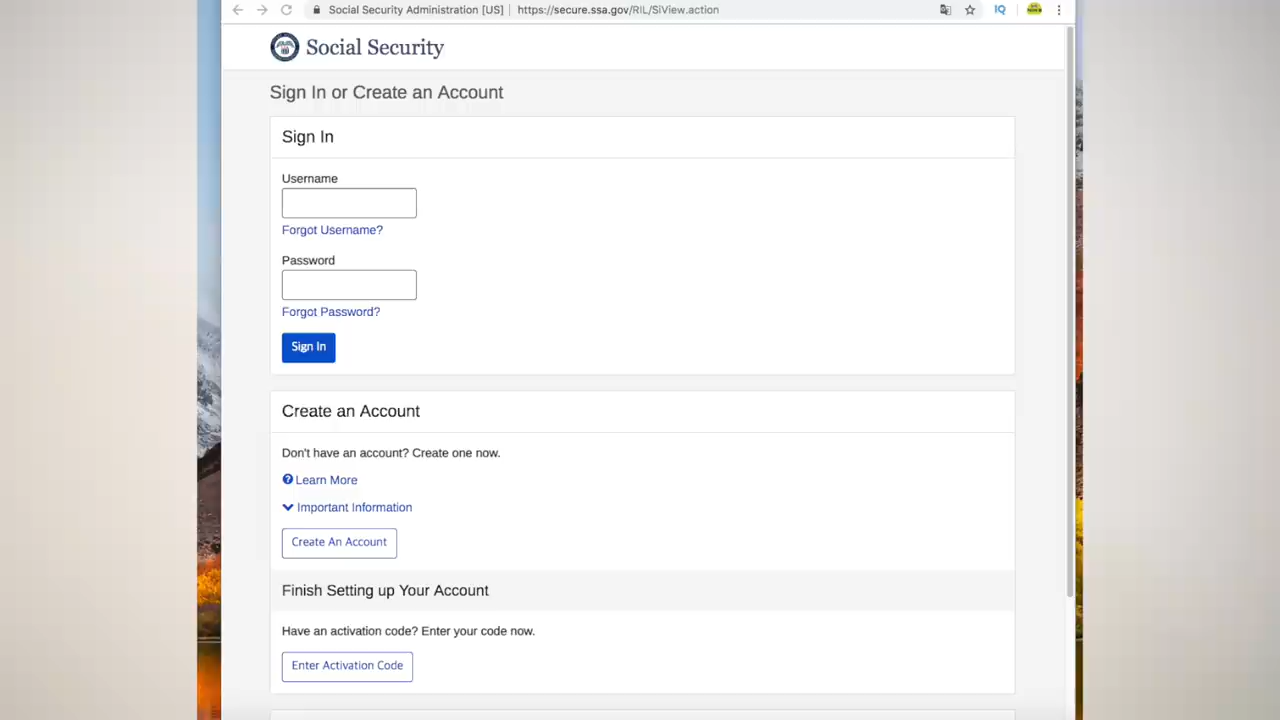 Social Security Administration [US] | https://secure.ssa.gov/RIL/SiView.action
Social Security
Sign In or Create an Account
Sign In
Username
Forgot Username?
Password
Forgot Password?
Sign In
Create an Account
Don't have an account? Create one now.
Learn More
Important Information
Create An Account
Finish Setting up Your Account
Have an activation code? Enter your code now.
Enter Activation Code